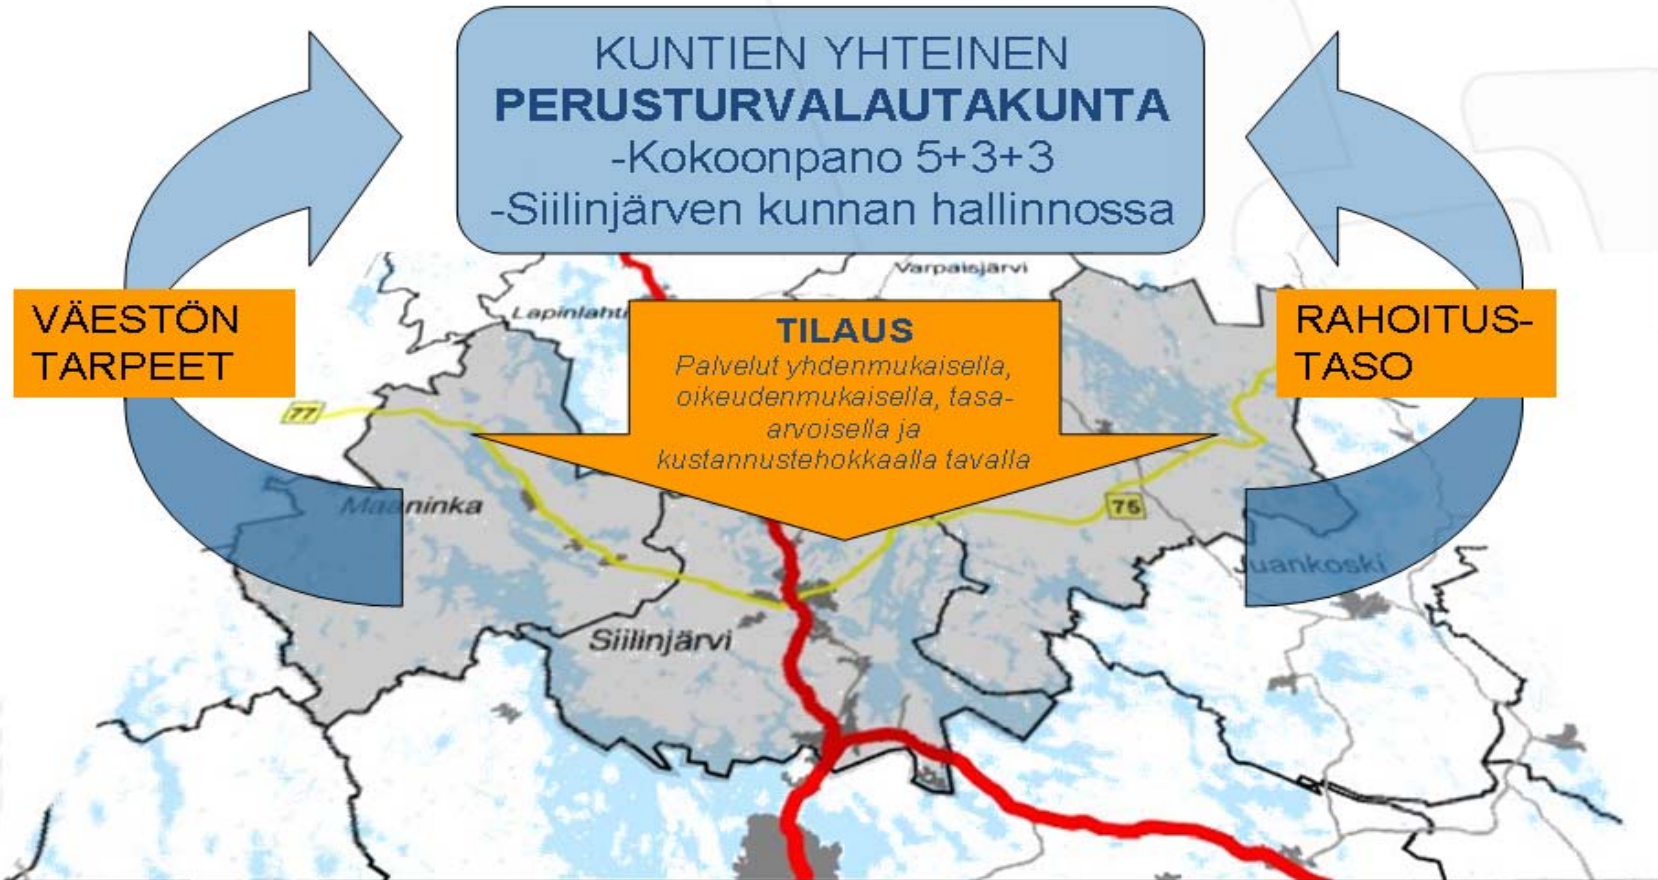 KUNTIEN YHTEINEN
PERUSTURVALAUTAKUNTA
-Kokoonpano 5+3+3
-Siilinjärven kunnan hallinnossa
VÄESTÖN
TARPEET
TILAUS
Palvelut yhdenmukaisella,
oikeudenmukaisella, tasa-
arvoisella ja
kustannustehokkaalla tavalla
RAHOITUS-
TASO
Varpaisjärvi
Lapinlahti
77
Maaninka
75
Juankoski
Siilinjärvi